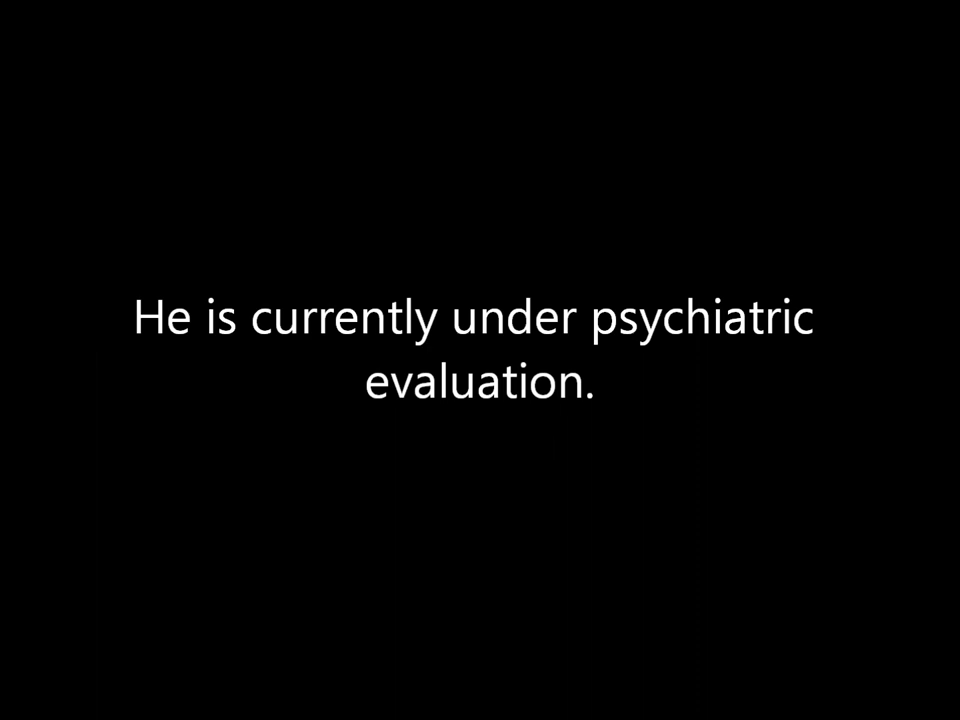 He is currently under psychiatric
evaluation.